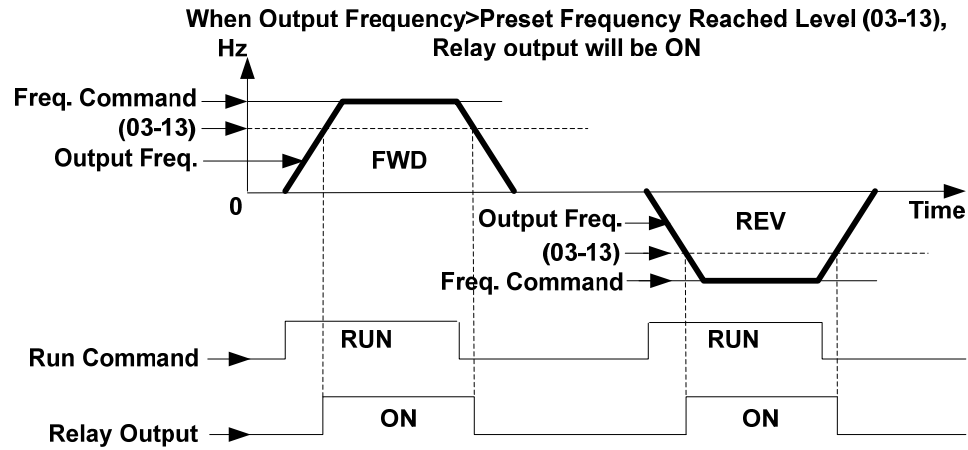 When Output Frequency>Preset Frequency Reached Level (03-13),
Relay output will be ON
Hz
Freq. Command
(03-13)
Output Freq.
FWD
0
Time
Output Freq.
REV
(03-13)
Freq. Command
Run Command
RUN
RUN
Relay Output
ON
ON